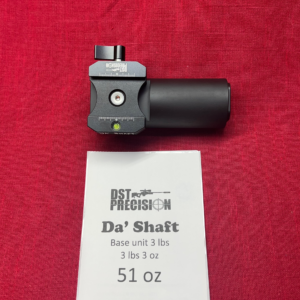 DST
PRECISION
Da' Shaft
Base unit 3 lbs
3 lbs 3 oz
51 oz